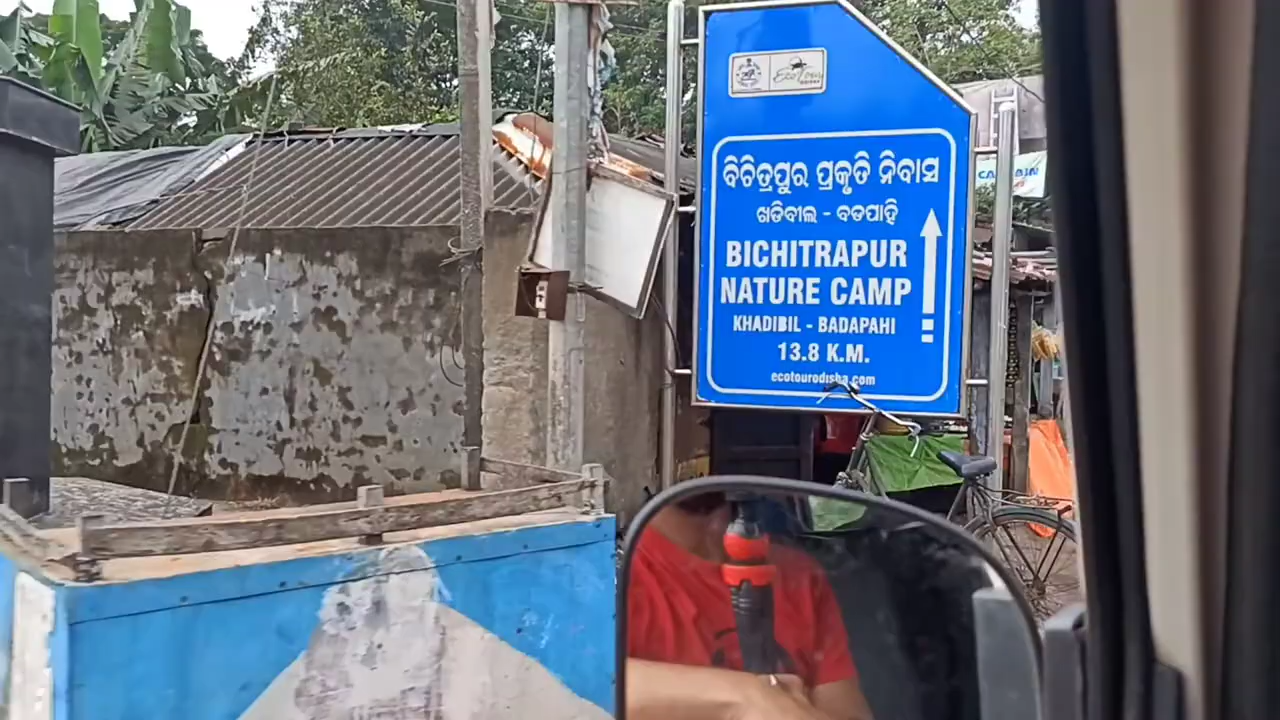 ବିଚିତ୍ରପୁର ପ୍ରକୃତି ନିବାସ
ଖଡିବୀଲ - ବଡପାହି
BICHITRAPUR
NATURE CAMP
KHADIBIL - BADAPAHI
13.8 K.M.
ecotourodisha.com